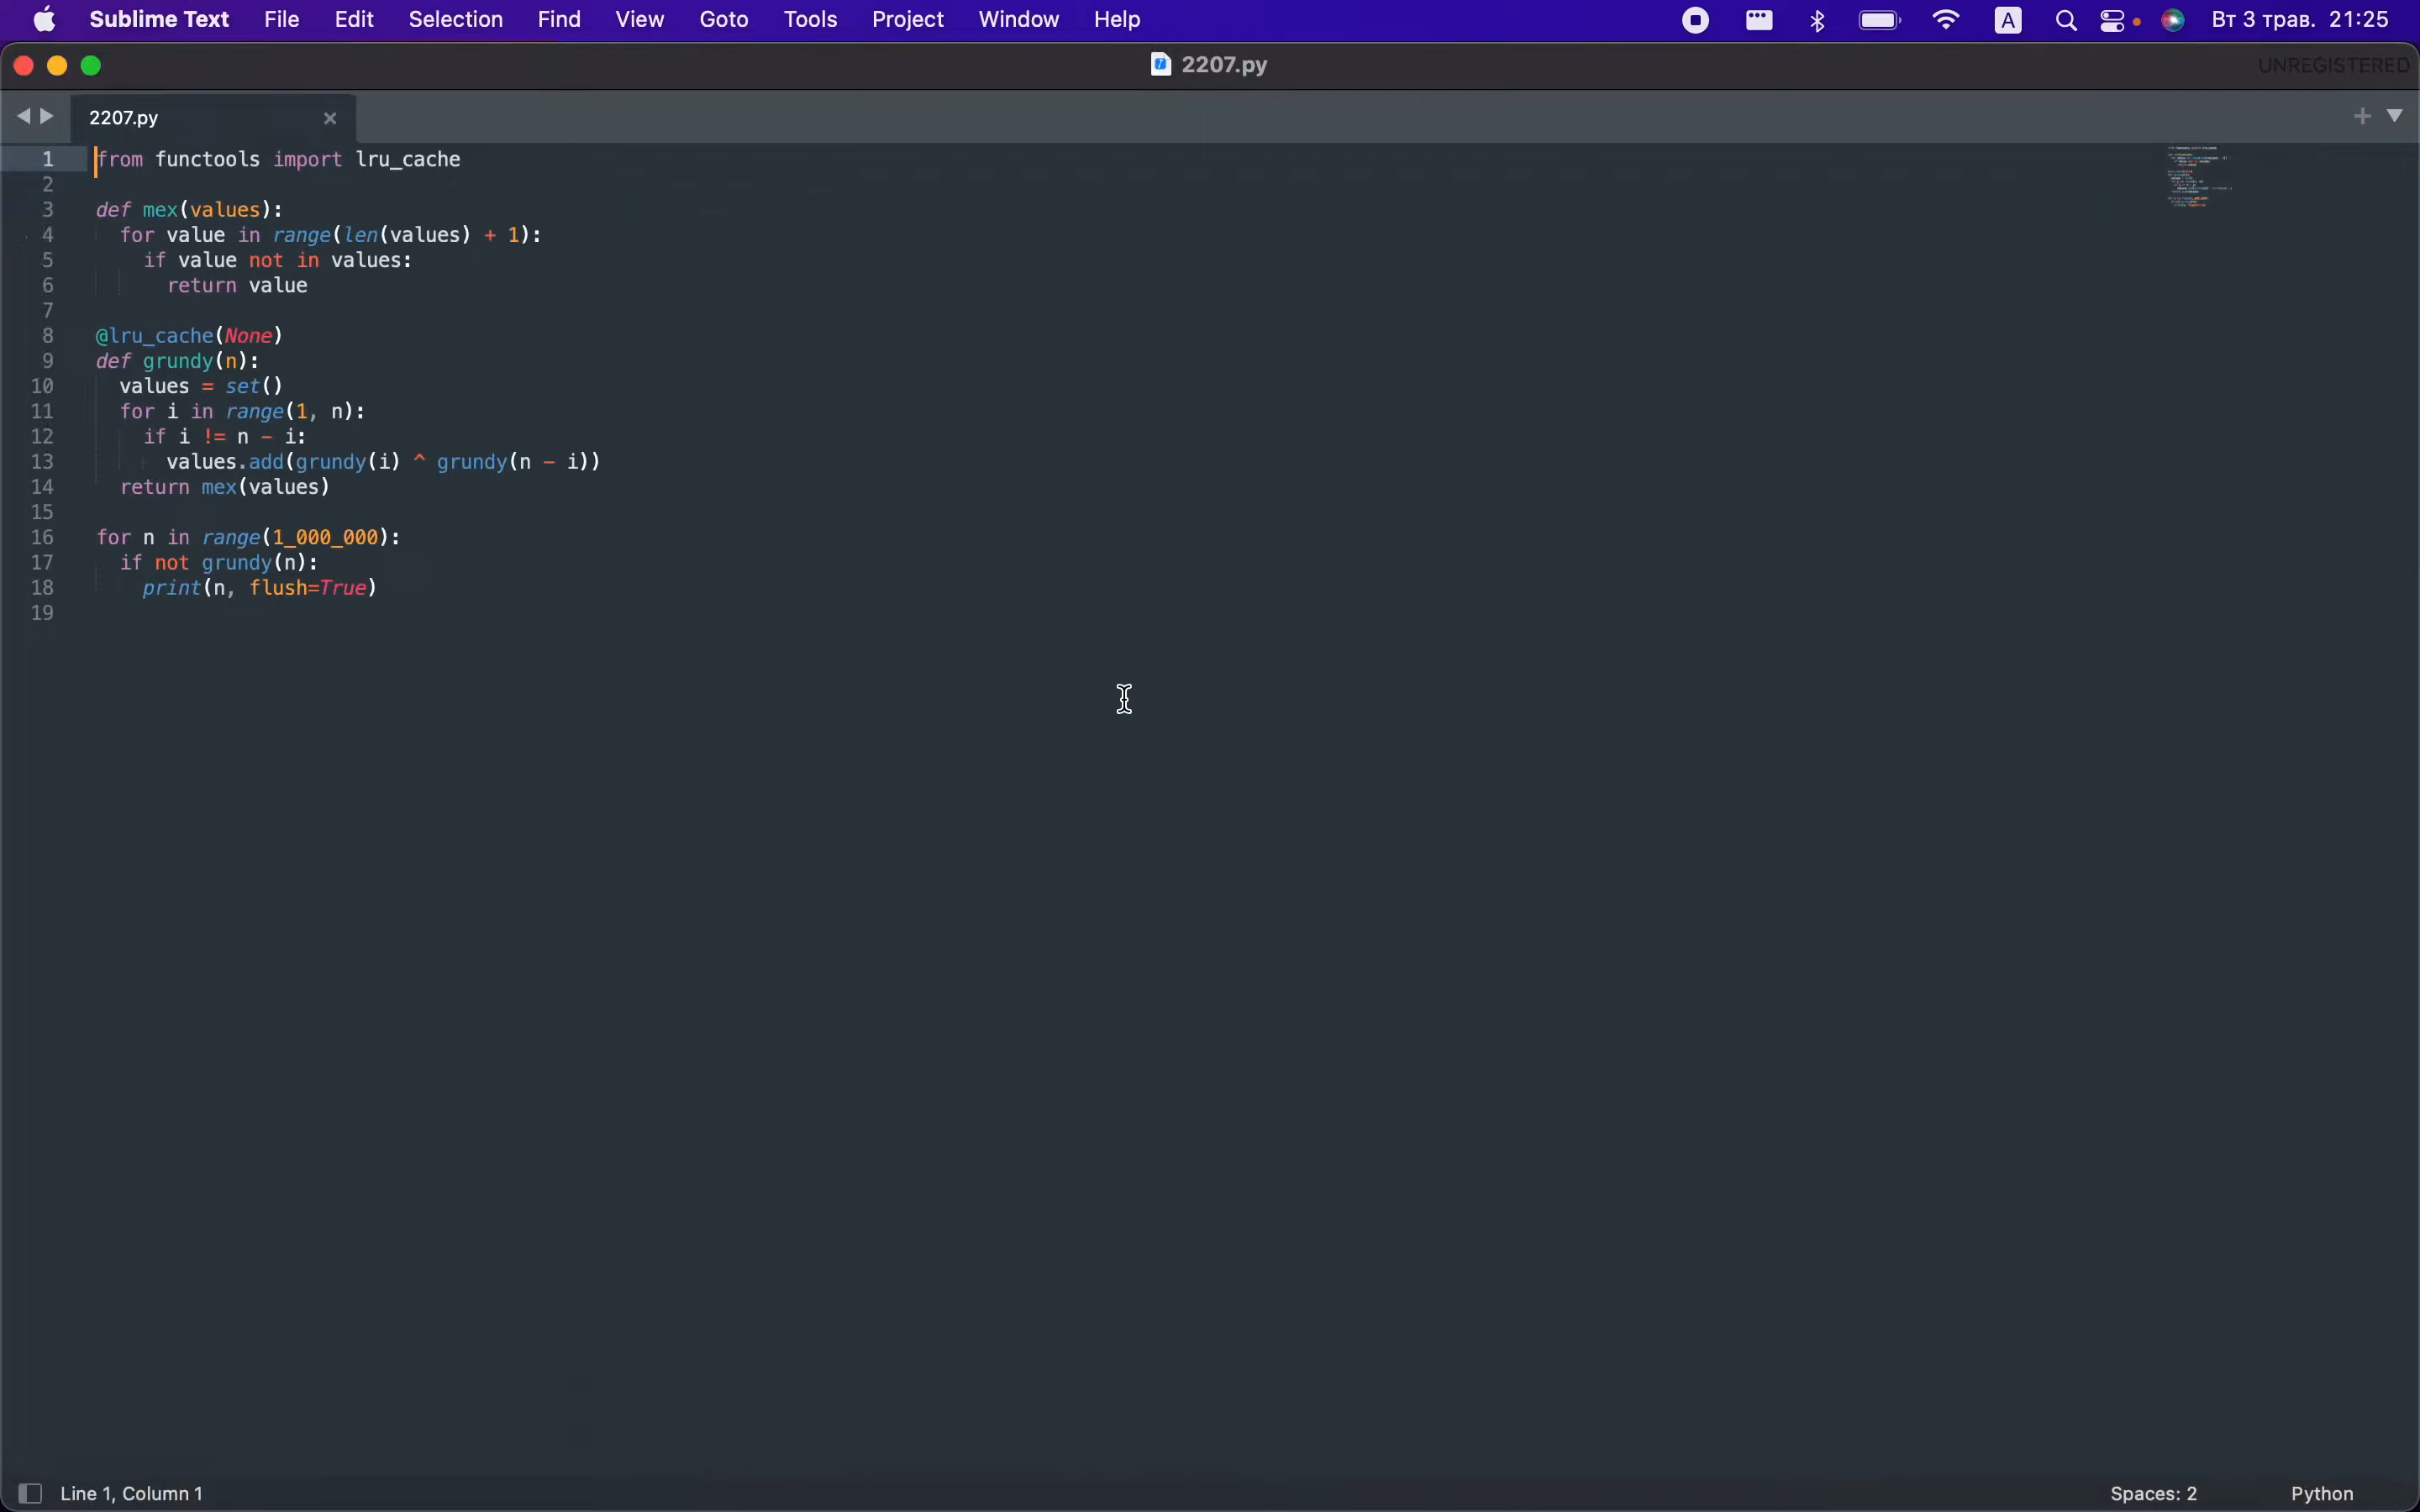 Sublime Text File Edit Selection Find View Goto Tools Project Window Help A Вт 3 трав. 21:25
2207.py UNREGISTERED
2207.py
1 from functools import lru_cache
2
3 def mex(values):
4   for value in range(len(values) + 1):
5     if value not in values:
6       return value
7
8 @lru_cache(None)
9 def grundy(n):
10   values = set()
11   for i in range(1, n):
12     if i != n - i:
13       values.add(grundy(i) ^ grundy(n - i))
14   return mex(values)
15
16 for n in range(1_000_000):
17   if not grundy(n):
18     print(n, flush=True)
19
Line 1, Column 1 Spaces: 2 Python